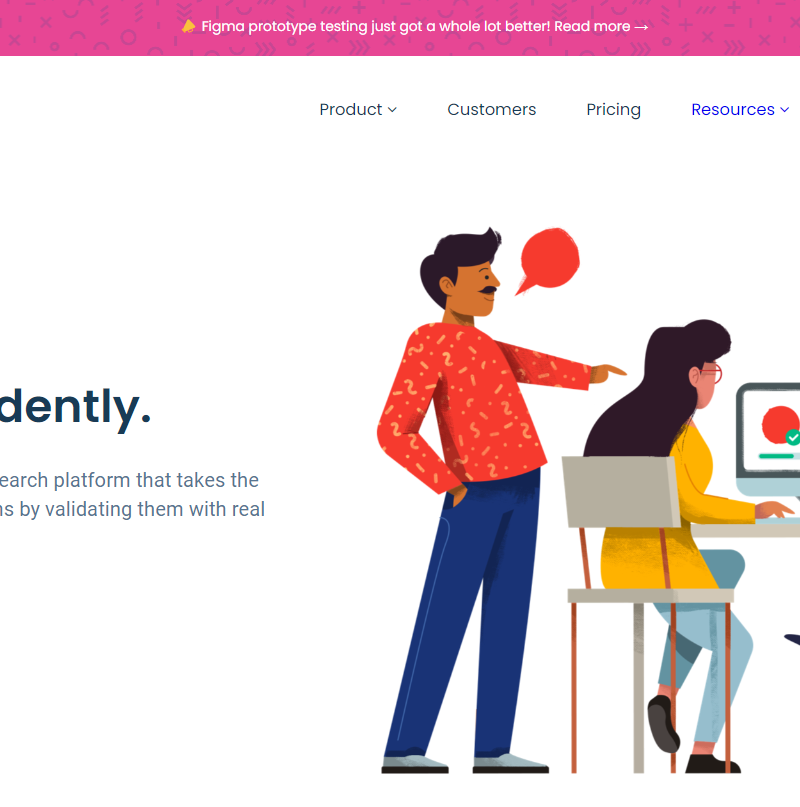 Figma prototype testing just got a whole lot better! Read more →
Product
Customers
Pricing
Resources
dently.
earch platform that takes the
ns by validating them with real